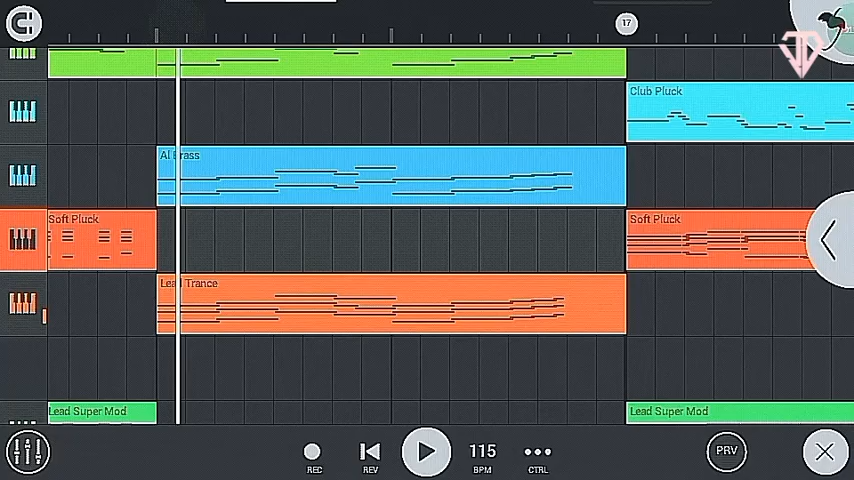 17
Club Pluck
Al Brass
Soft Pluck
Soft Pluck
Lead Trance
Lead Super Mod
Lead Super Mod
REC
REV
115
BPM
CTRL
PRV